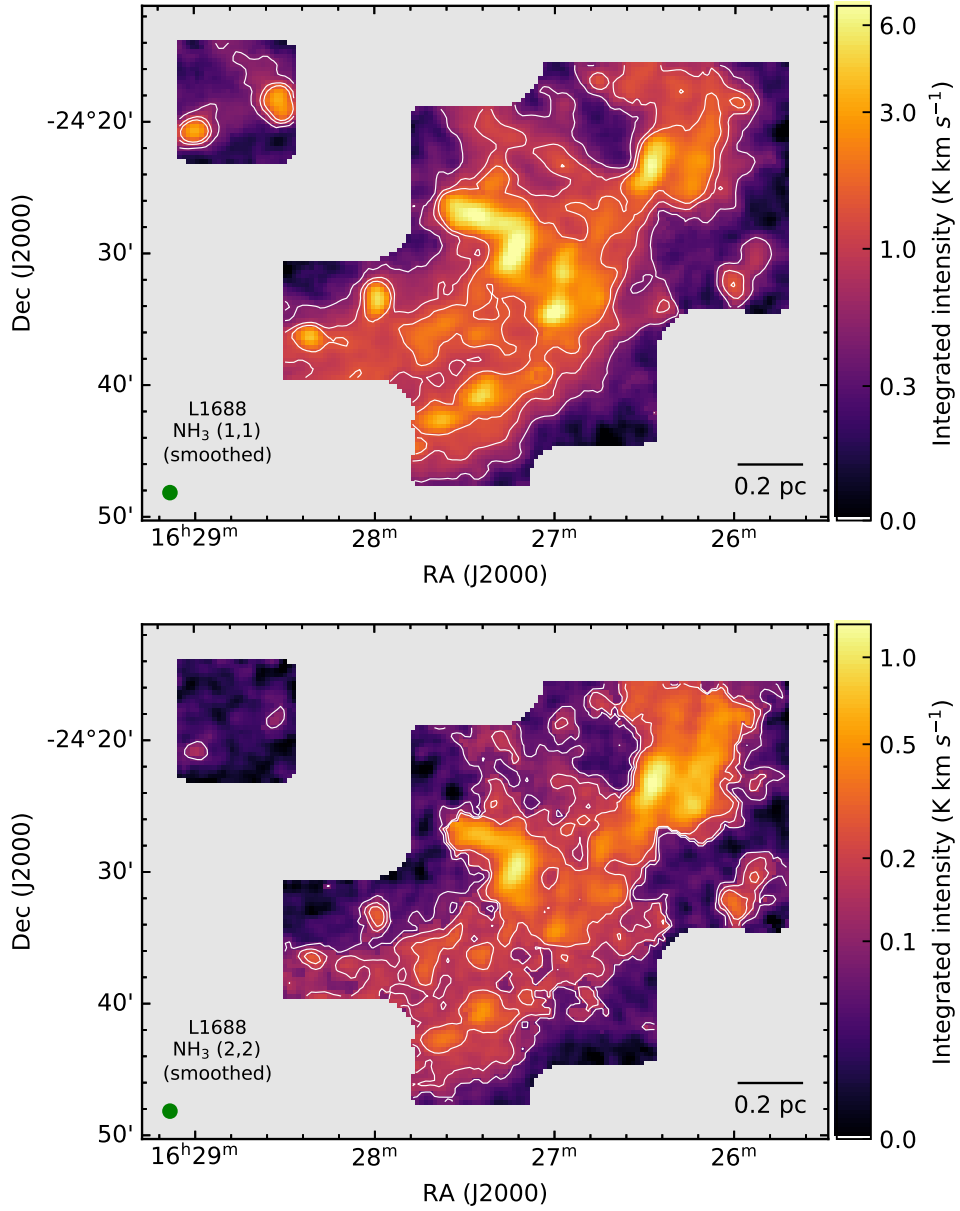 6.0
3.0
1.0
0.3
0.0
Integrated intensity (K km s⁻¹)
-24°20'
30'
40'
50'
Dec (J2000)
L1688
NH₃ (1,1)
(smoothed)
0.2 pc
16ʰ29ᵐ
28ᵐ
27ᵐ
26ᵐ
RA (J2000)
1.0
0.5
0.2
0.1
0.0
Integrated intensity (K km s⁻¹)
-24°20'
30'
40'
50'
Dec (J2000)
L1688
NH₃ (2,2)
(smoothed)
0.2 pc
16ʰ29ᵐ
28ᵐ
27ᵐ
26ᵐ
RA (J2000)